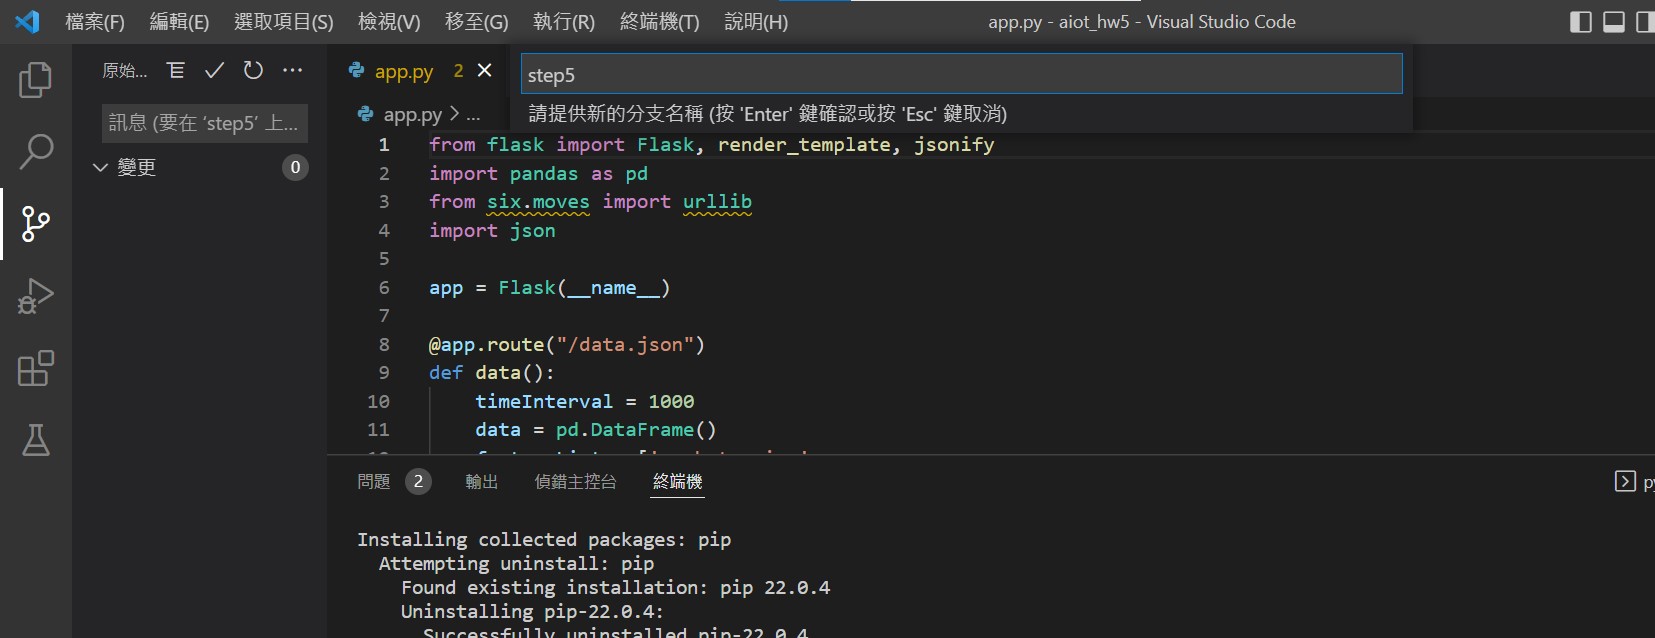 檔案(F) 編輯(E) 選取項目(S) 檢視(V) 移至(G) 執行(R) 終端機(T) 說明(H) app.py - aiot_hw5 - Visual Studio Code
原始... app.py 2
step5
請提供新的分支名稱 (按 'Enter' 鍵確認或按 'Esc' 鍵取消)
訊息 (要在 'step5' 上...
變更 0
app.py > ...
1 from flask import Flask, render_template, jsonify
2 import pandas as pd
3 from six.moves import urllib
4 import json
5
6 app = Flask(__name__)
7
8 @app.route("/data.json")
9 def data():
10 timeInterval = 1000
11 data = pd.DataFrame()
問題 2 輸出 偵錯主控台 終端機
Installing collected packages: pip
Attempting uninstall: pip
Found existing installation: pip 22.0.4
Uninstalling pip-22.0.4:
Successfully uninstalled pip-22.0.4